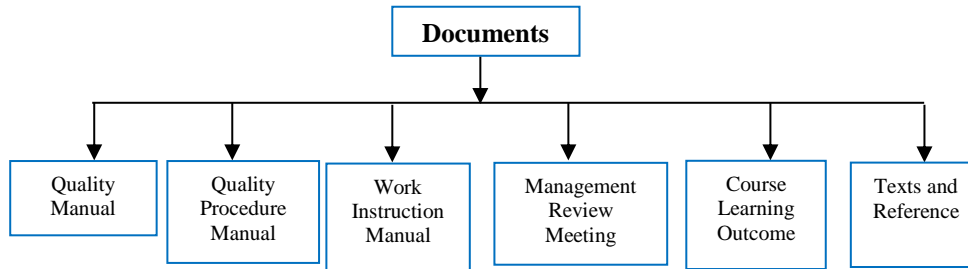 Documents
Quality
Manual
Quality
Procedure
Manual
Work
Instruction
Manual
Management
Review
Meeting
Course
Learning
Outcome
Texts and
Reference